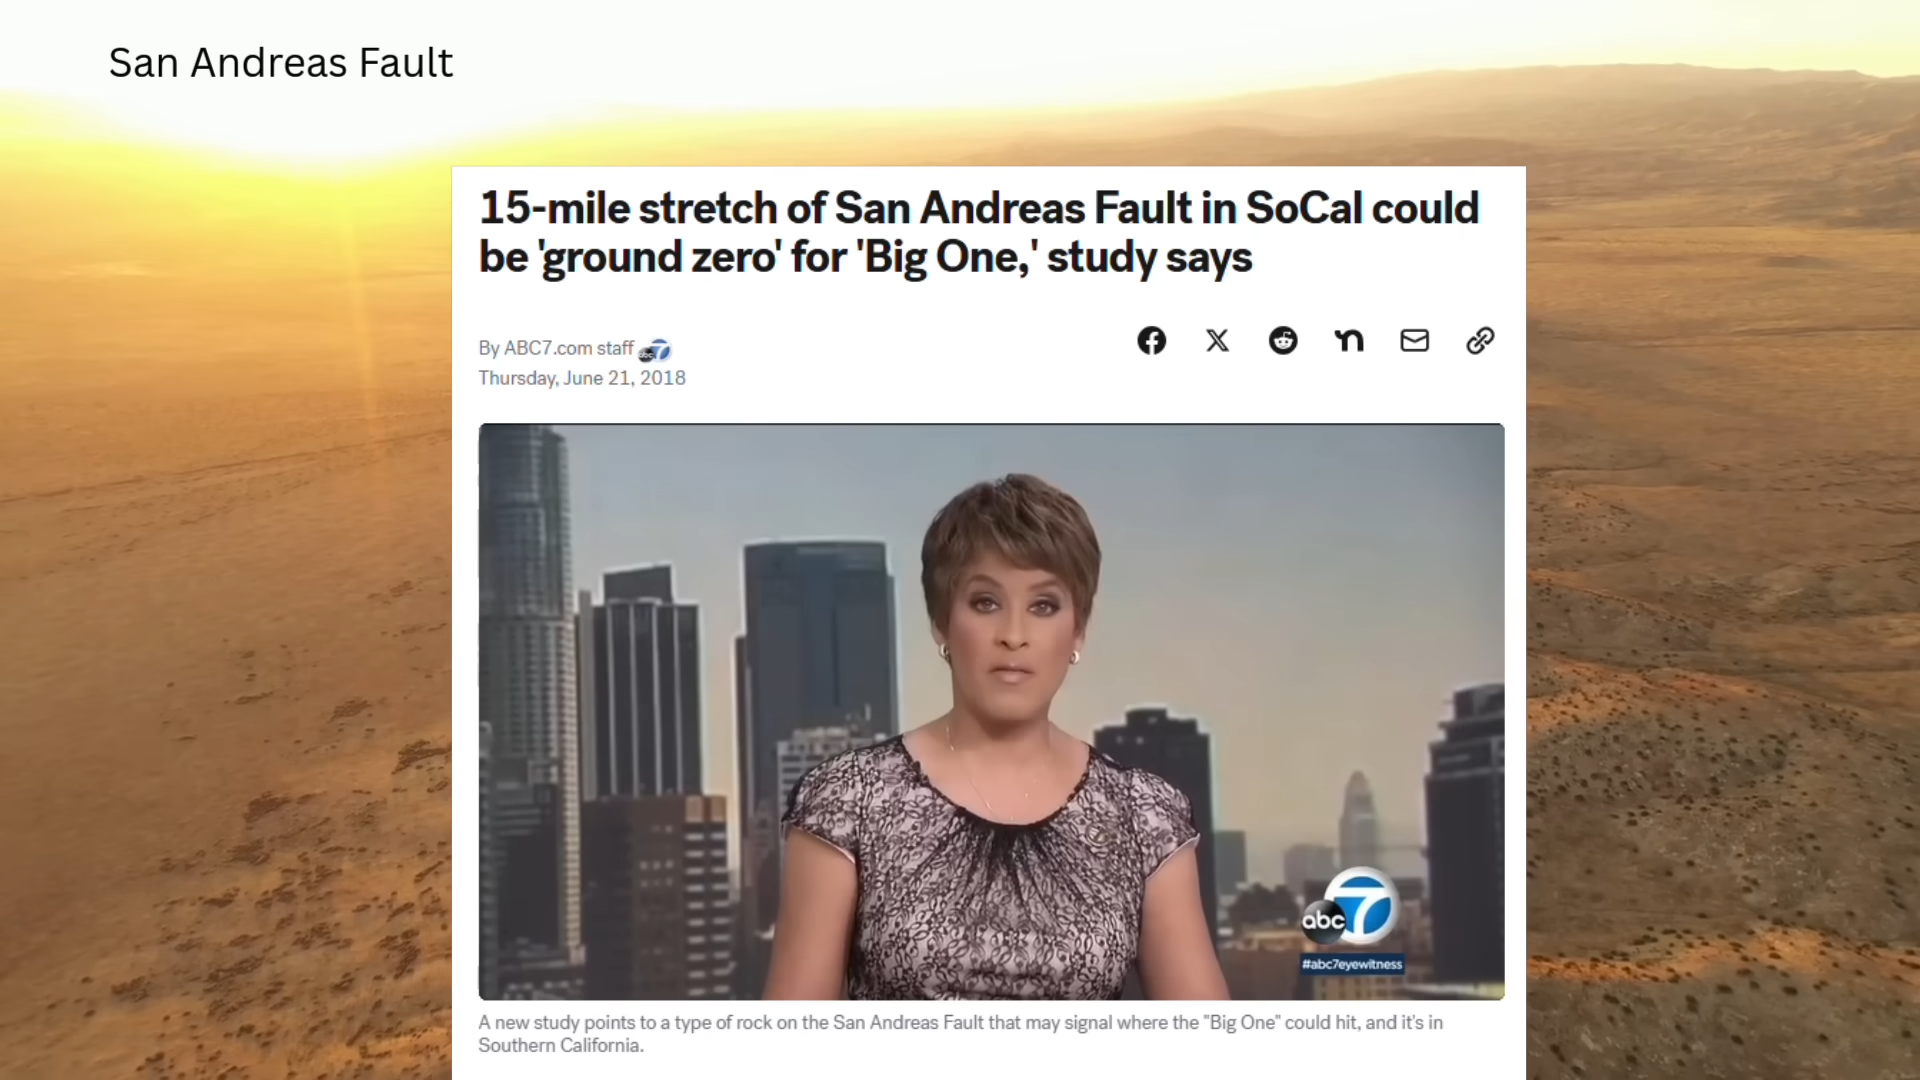 San Andreas Fault
15-mile stretch of San Andreas Fault in SoCal could
be 'ground zero' for 'Big One,' study says
By ABC7.com staff abc7
Thursday, June 21, 2018
abc 7
#abc7eyewitness
A new study points to a type of rock on the San Andreas Fault that may signal where the "Big One" could hit, and it's in
Southern California.